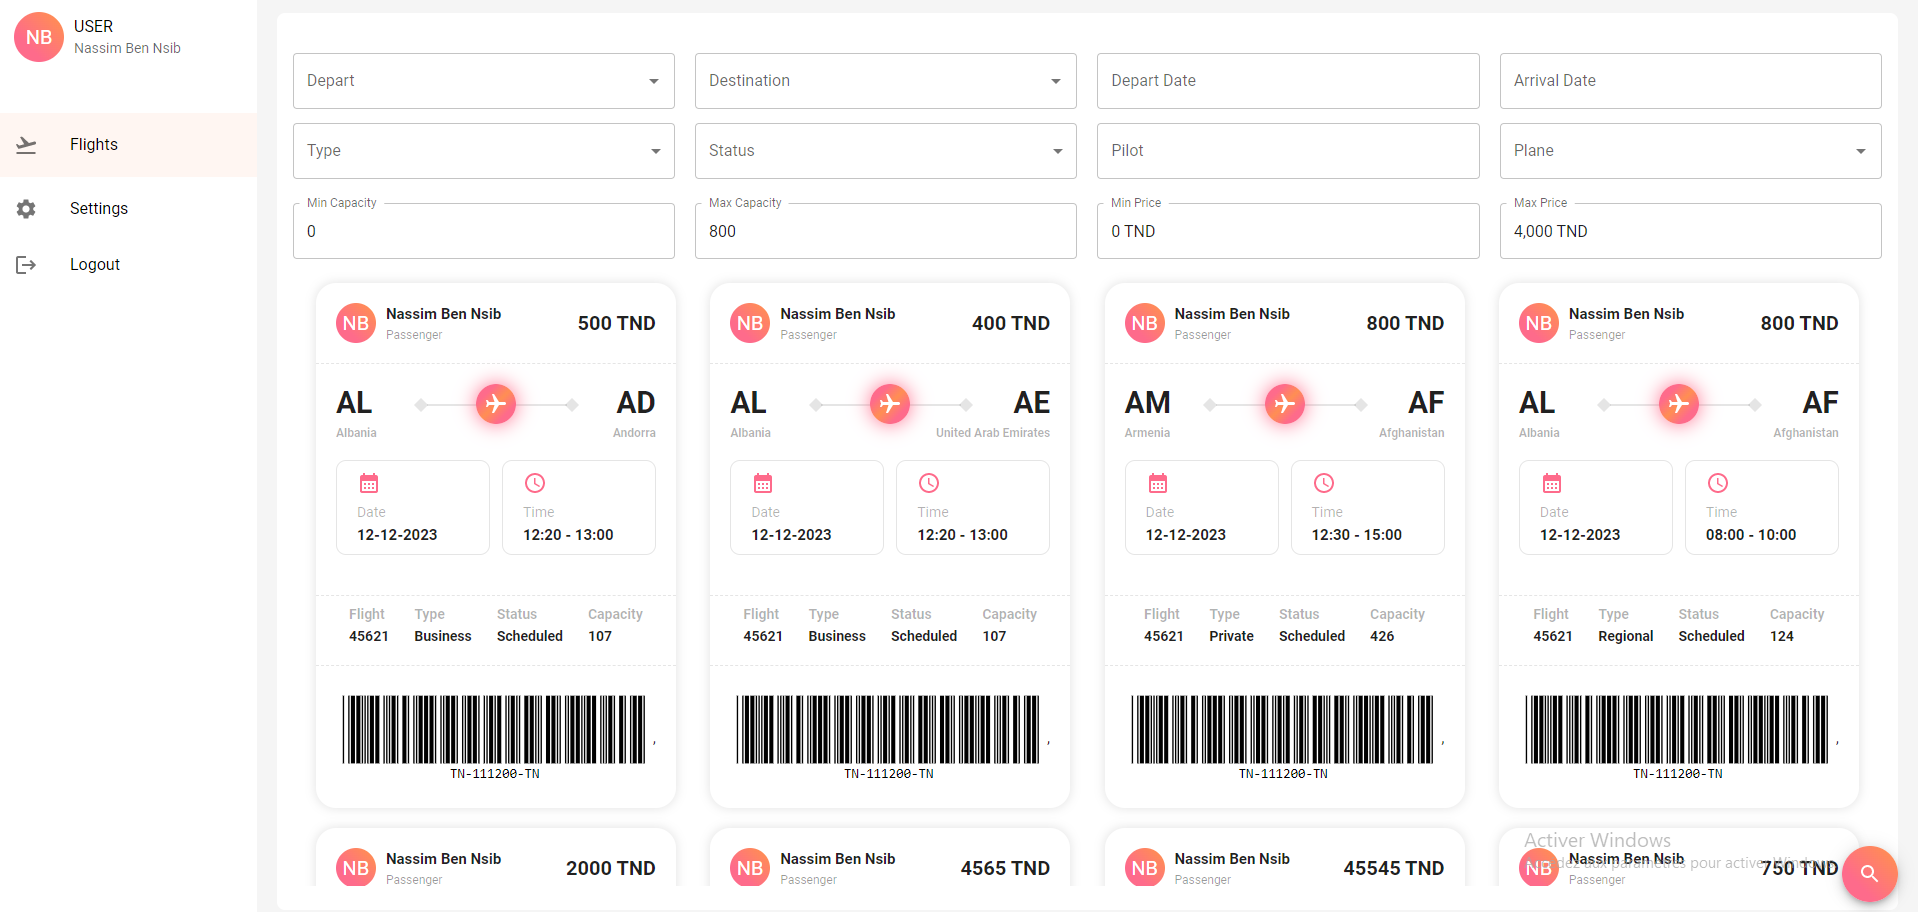 NB
USER
Nassim Ben Nsib
Flights
Settings
Logout
Depart
Destination
Depart Date
Arrival Date
Type
Status
Pilot
Plane
Min Capacity
0
Max Capacity
800
Min Price
0 TND
Max Price
4,000 TND
NB
Nassim Ben Nsib
Passenger
500 TND
AL
Albania
AD
Andorra
Date
12-12-2023
Time
12:20 - 13:00
Flight Type Status Capacity
45621 Business Scheduled 107
,
TN-111200-TN
NB
Nassim Ben Nsib
Passenger
400 TND
AL
Albania
AE
United Arab Emirates
Date
12-12-2023
Time
12:20 - 13:00
Flight Type Status Capacity
45621 Business Scheduled 107
,
TN-111200-TN
NB
Nassim Ben Nsib
Passenger
800 TND
AM
Armenia
AF
Afghanistan
Date
12-12-2023
Time
12:30 - 15:00
Flight Type Status Capacity
45621 Private Scheduled 426
,
TN-111200-TN
NB
Nassim Ben Nsib
Passenger
800 TND
AL
Albania
AF
Afghanistan
Date
12-12-2023
Time
08:00 - 10:00
Flight Type Status Capacity
45621 Regional Scheduled 124
,
TN-111200-TN
NB
Nassim Ben Nsib
Passenger
2000 TND
NB
Nassim Ben Nsib
Passenger
4565 TND
NB
Nassim Ben Nsib
Passenger
45545 TND
NB
Nassim Ben Nsib
Passenger
750 TND
Activer Windows
aux paramètres pour activer Windows